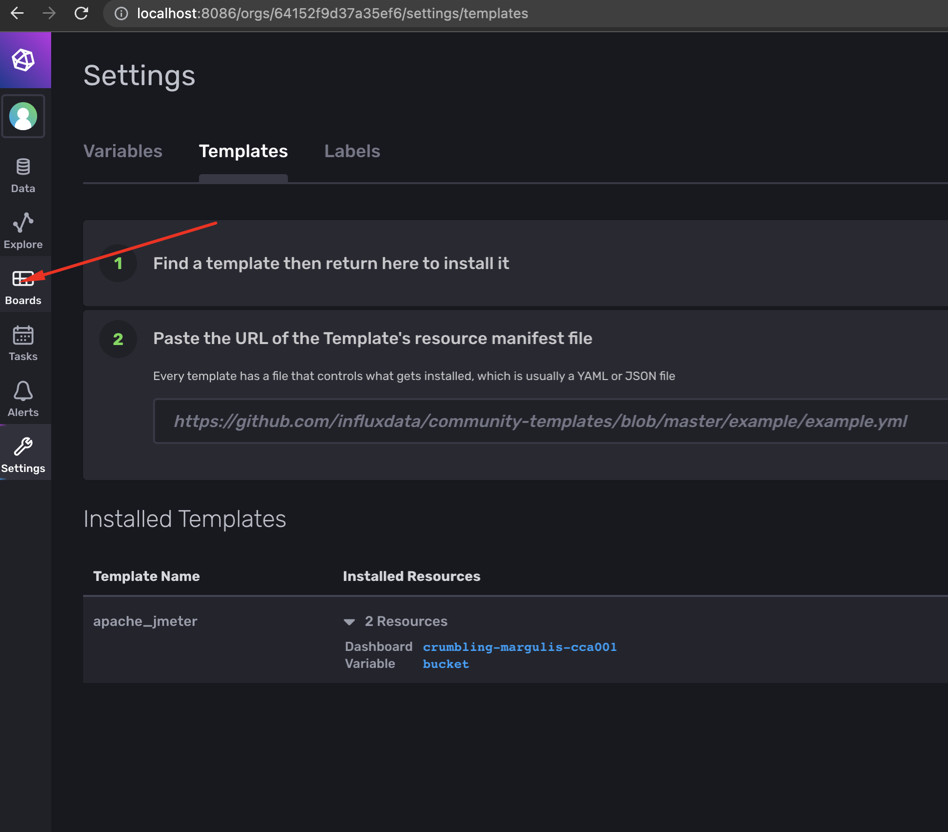 localhost:8086/orgs/64152f9d37a35ef6/settings/templates
Settings
Data
Explore
Boards
Tasks
Alerts
Settings
Variables Templates Labels
1 Find a template then return here to install it
2 Paste the URL of the Template's resource manifest file
Every template has a file that controls what gets installed, which is usually a YAML or JSON file
https://github.com/influxdata/community-templates/blob/master/example/example.yml
Installed Templates
Template Name Installed Resources
apache_jmeter 2 Resources
Dashboard crumbling-margulis-cca001
Variable bucket